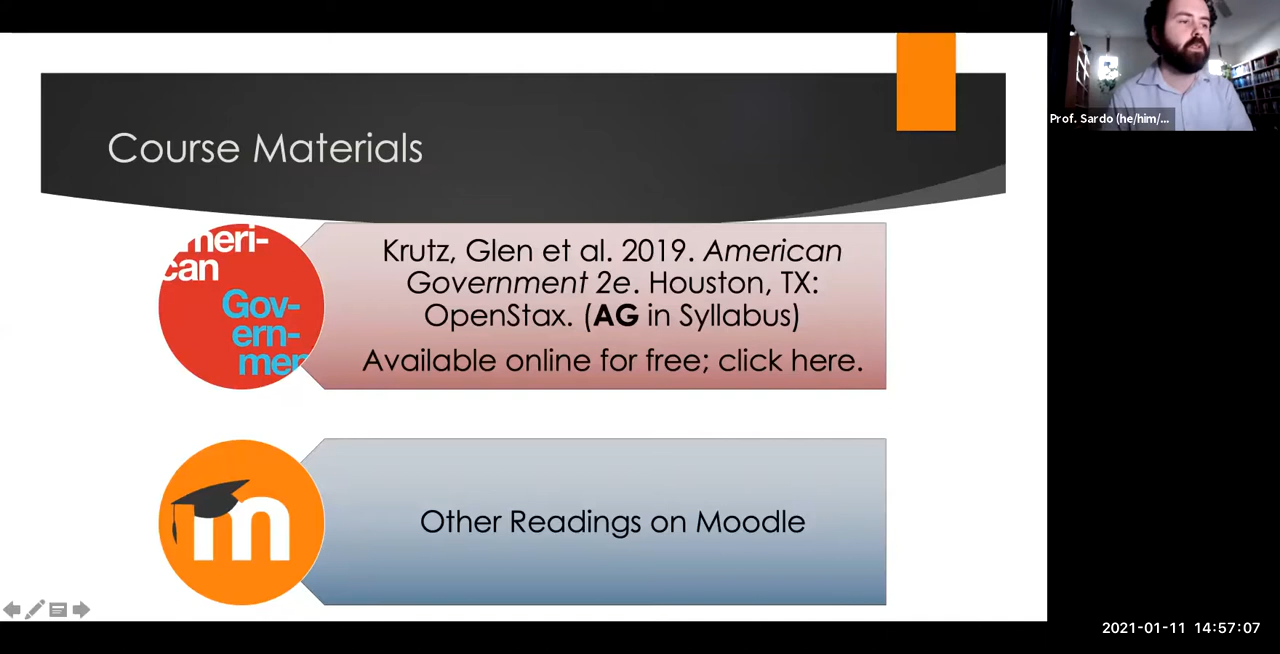 Course Materials
Prof. Sardo (he/him/...
meri-
can
Gov-
ern-
mer
Krutz, Glen et al. 2019. American
Government 2e. Houston, TX:
OpenStax. (AG in Syllabus)
Available online for free; click here.
m
Other Readings on Moodle
2021-01-11 14:57:07